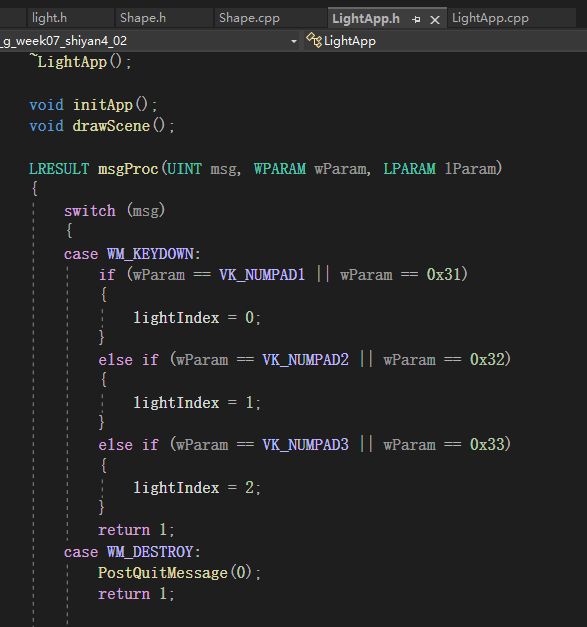 light.h Shape.h Shape.cpp LightApp.h LightApp.cpp
_g_week07_shiyan4_02 LightApp
~LightApp();
void initApp();
void drawScene();
LRESULT msgProc(UINT msg, WPARAM wParam, LPARAM lParam)
{
switch (msg)
{
case WM_KEYDOWN:
if (wParam == VK_NUMPAD1 || wParam == 0x31)
{
lightIndex = 0;
}
else if (wParam == VK_NUMPAD2 || wParam == 0x32)
{
lightIndex = 1;
}
else if (wParam == VK_NUMPAD3 || wParam == 0x33)
{
lightIndex = 2;
}
return 1;
case WM_DESTROY:
PostQuitMessage(0);
return 1;